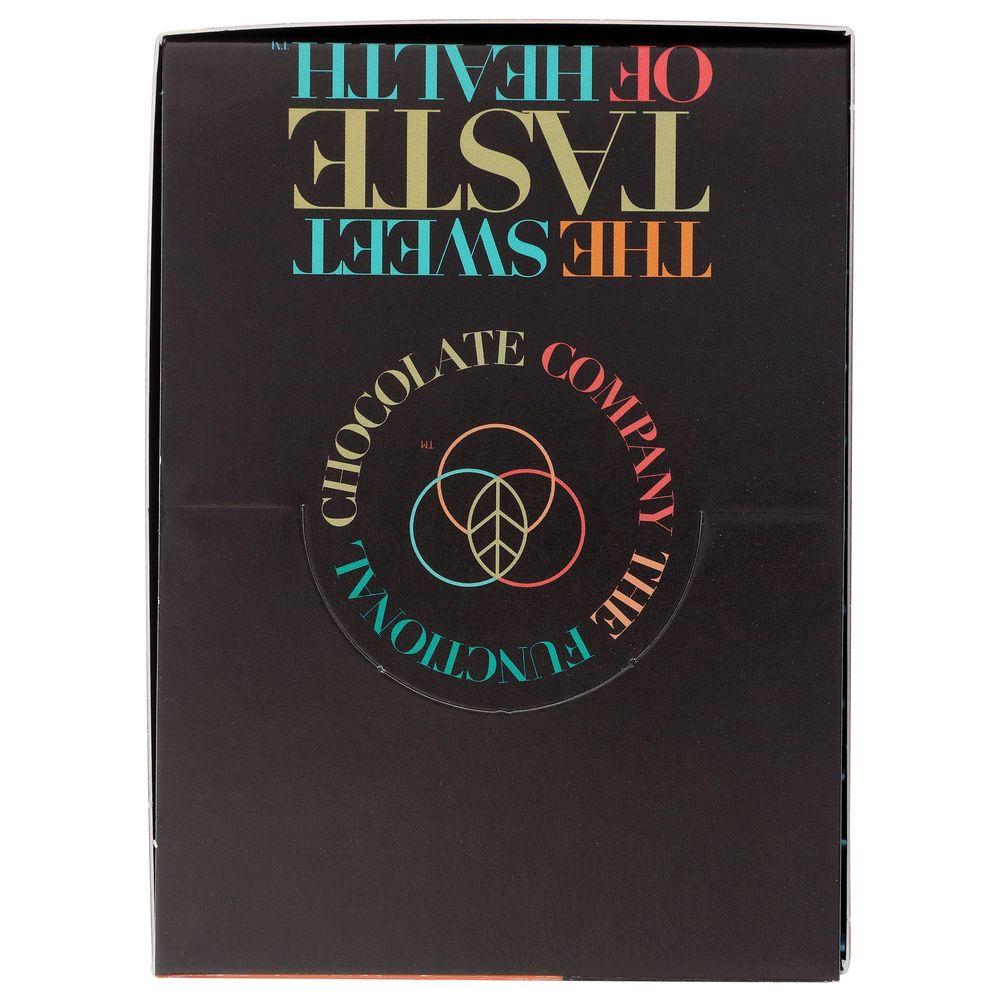 THE SWEET
TASTE
OF HEALTH™
THE FUNCTIONAL CHOCOLATE COMPANY
™